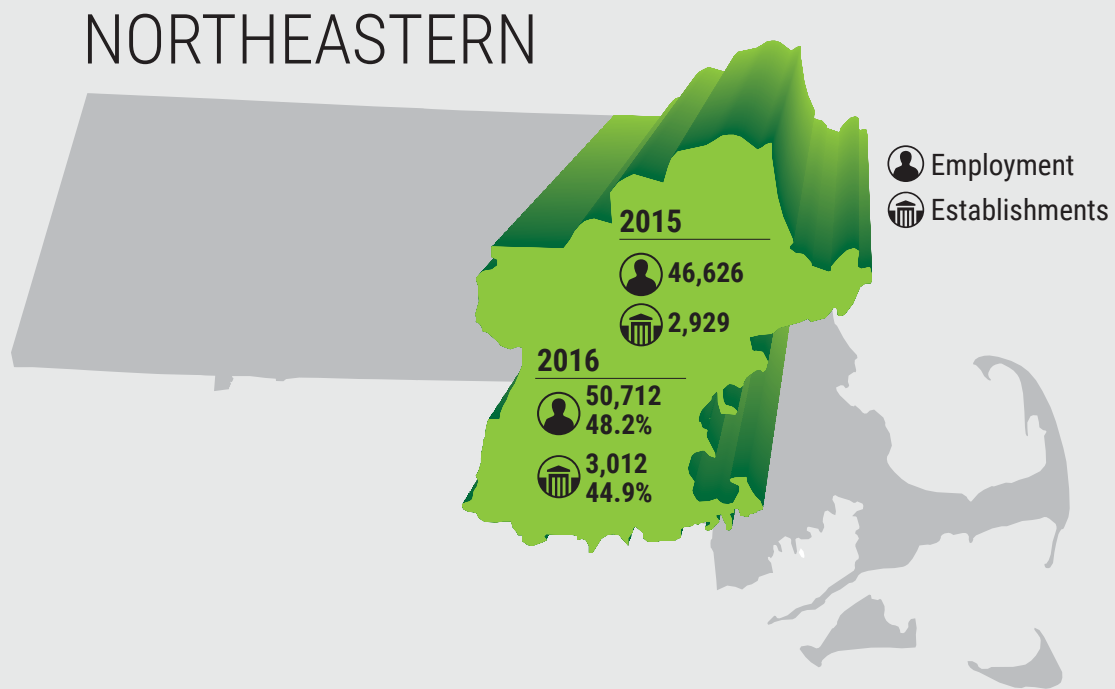 NORTHEASTERN
Employment
Establishments
2015
46,626
2,929
2016
50,712
48.2%
3,012
44.9%